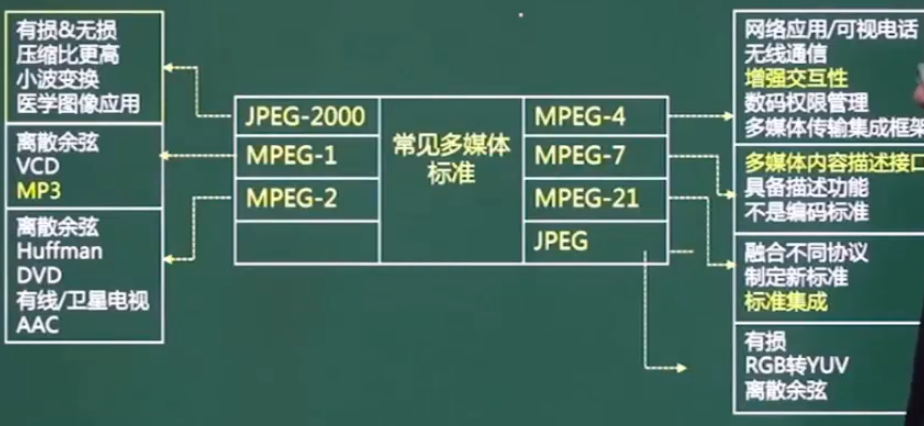 有损&无损
压缩比更高
小波变换
医学图像应用
离散余弦
VCD
MP3
离散余弦
Huffman
DVD
有线/卫星电视
AAC
JPEG-2000
MPEG-1
MPEG-2
常见多媒体
标准
MPEG-4
MPEG-7
MPEG-21
JPEG
网络应用/可视电话
无线通信
增强交互性
数码权限管理
多媒体传输集成框架
多媒体内容描述接口
具备描述功能
不是编码标准
融合不同协议
制定新标准
标准集成
有损
RGB转YUV
离散余弦